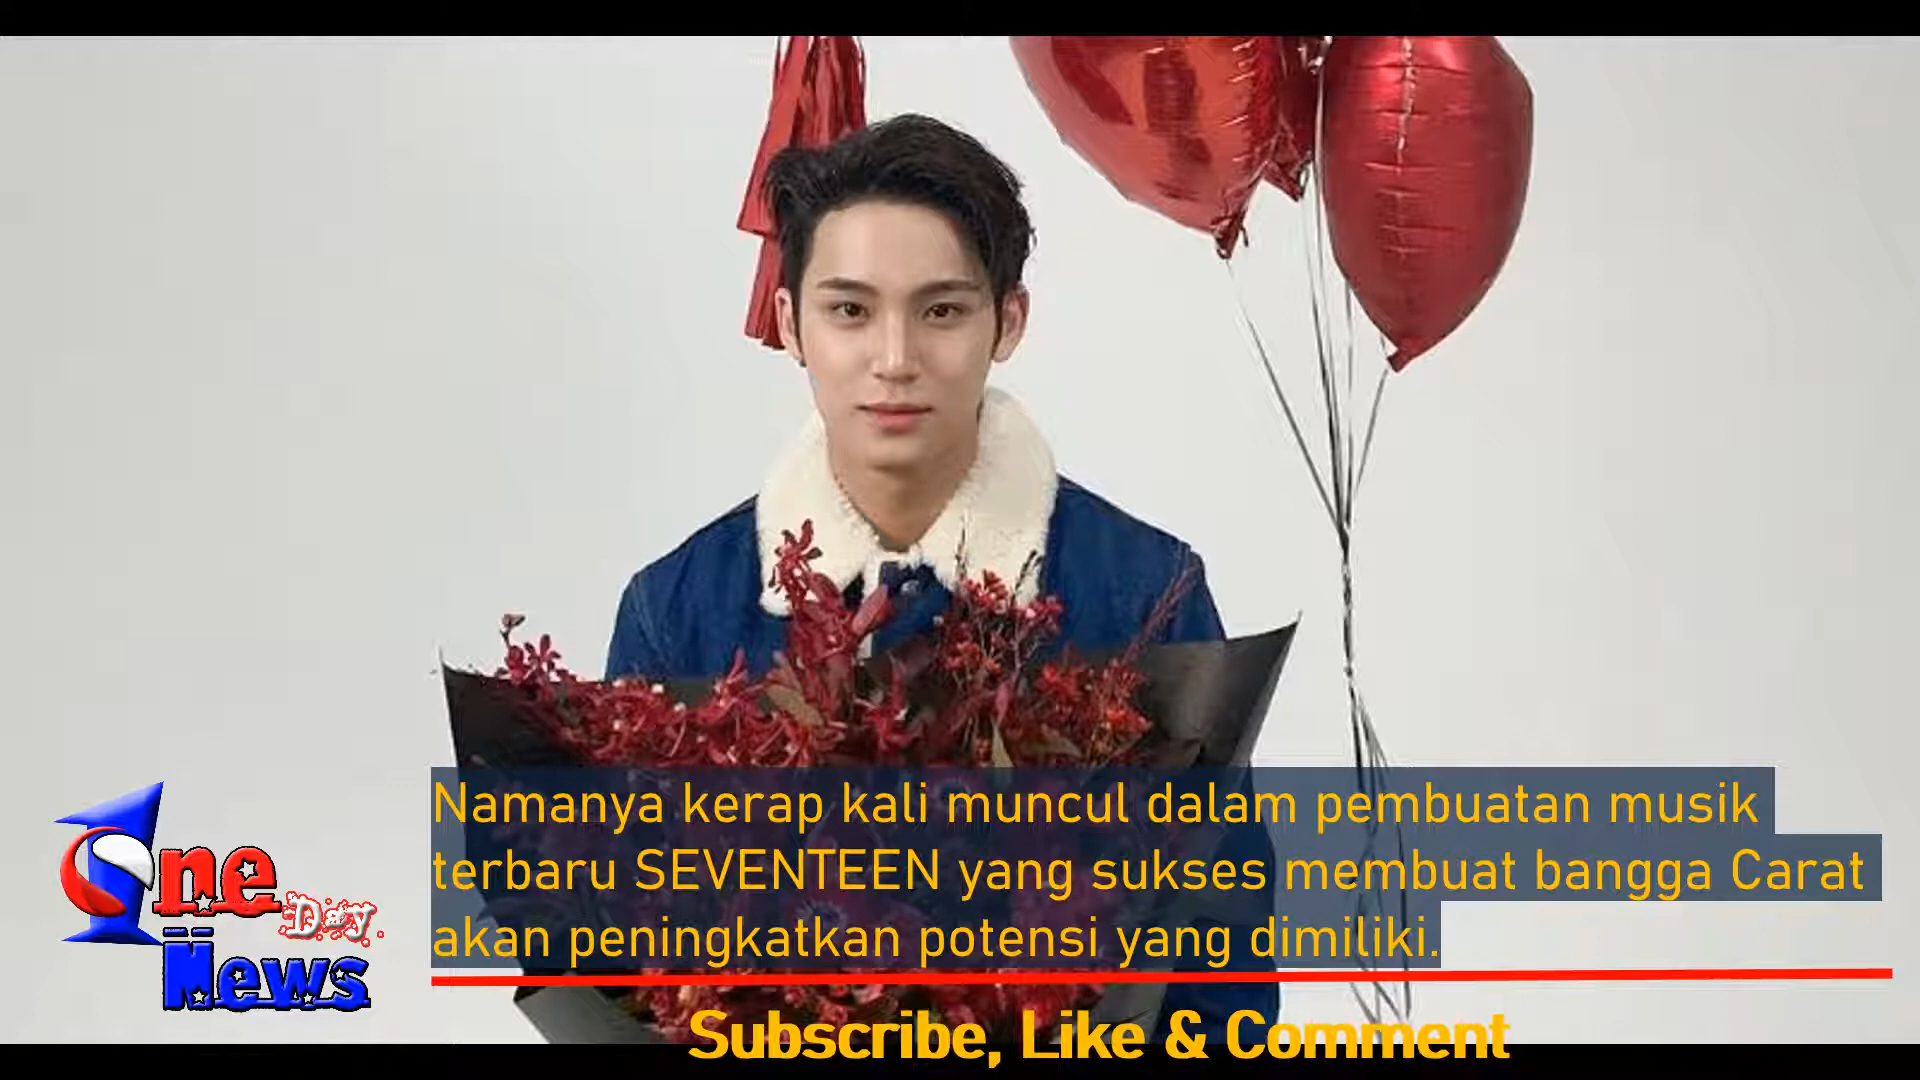 Namanya kerap kali muncul dalam pembuatan musik
terbaru SEVENTEEN yang sukses membuat bangga Carat
akan peningkatkan potensi yang dimiliki.
One
Day
News
Subscribe, Like & Comment